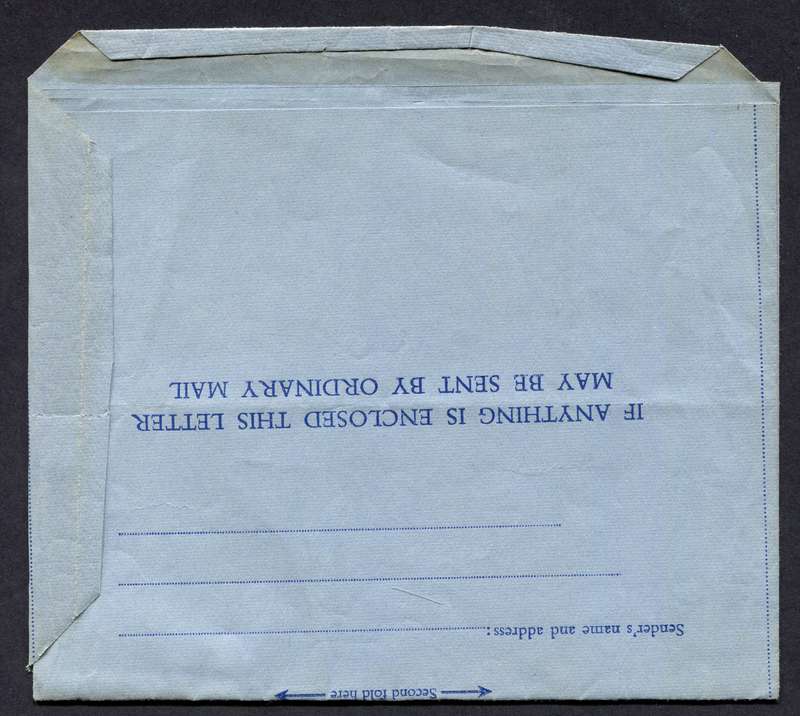 Second fold here
Sender's name and address:
IF ANYTHING IS ENCLOSED THIS LETTER
MAY BE SENT BY ORDINARY MAIL